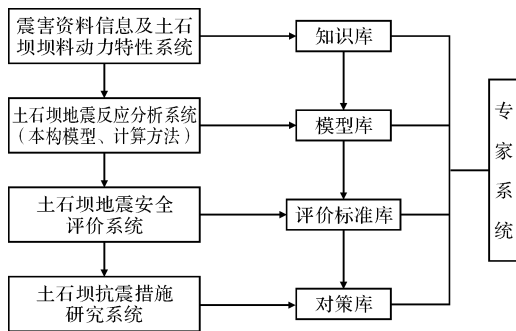 震害资料信息及土石
坝坝料动力特性系统
知识库
土石坝地震反应分析系统
（本构模型、计算方法）
模型库
土石坝地震安全
评价系统
评价标准库
土石坝抗震措施
研究系统
对策库
专
家
系
统